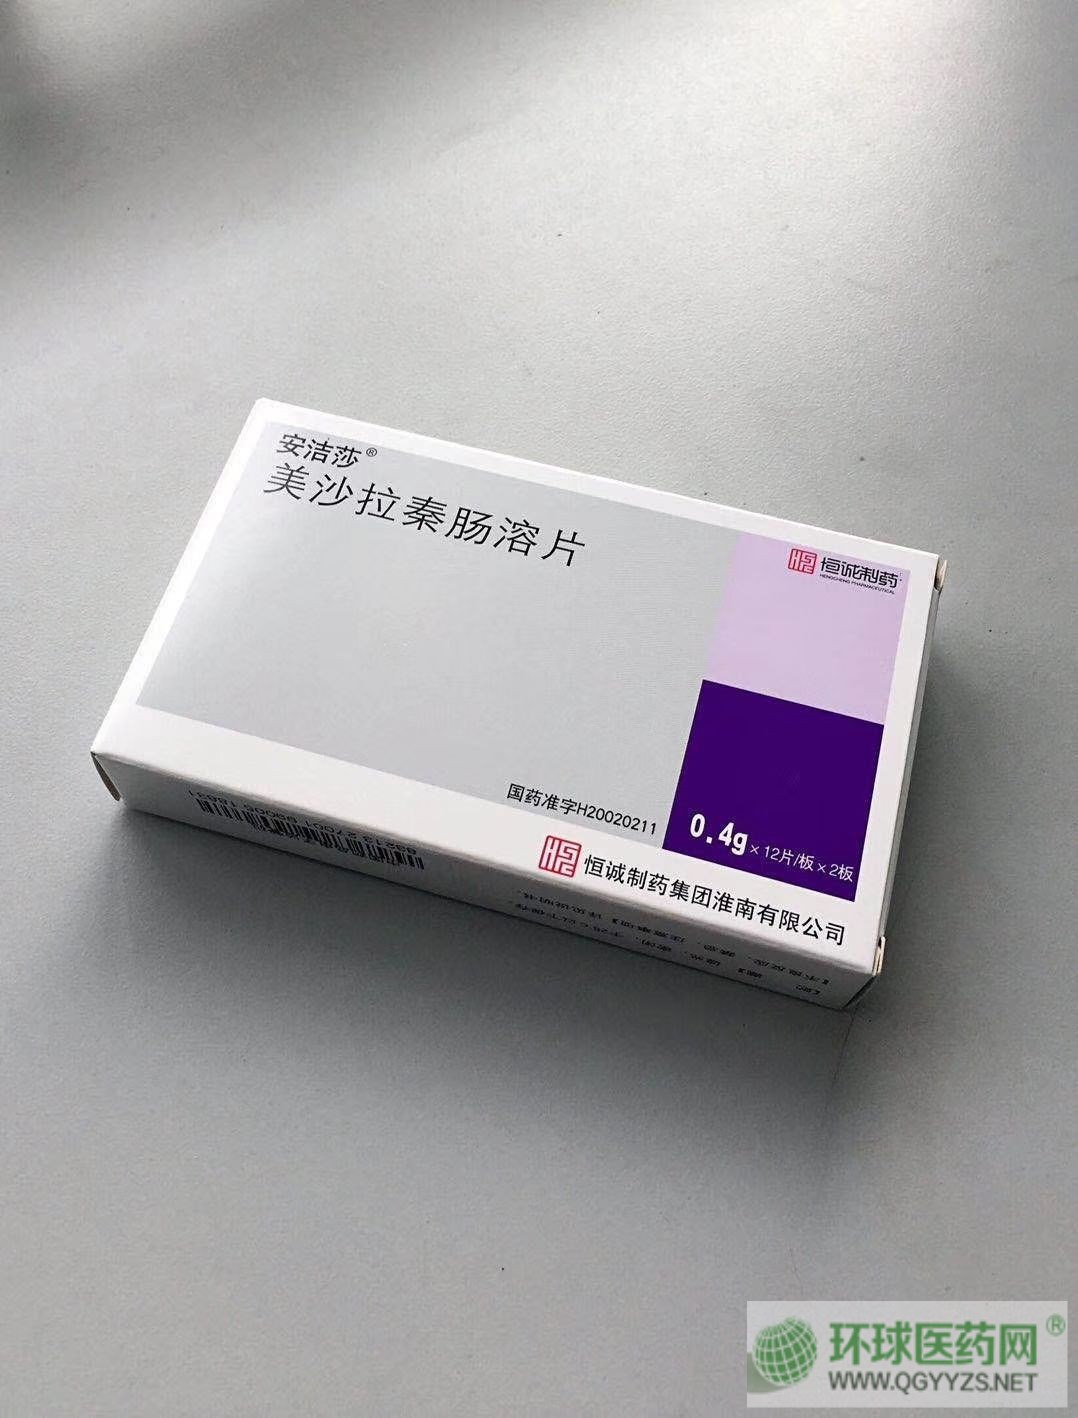 安洁莎®
美沙拉秦肠溶片
恒诚制药
HENGCHENG PHARMACEUTICAL
国药准字H20020211
0.4g×12片/板×2板
恒诚制药集团淮南有限公司
环球医药网®
WWW.QGYYZS.NET